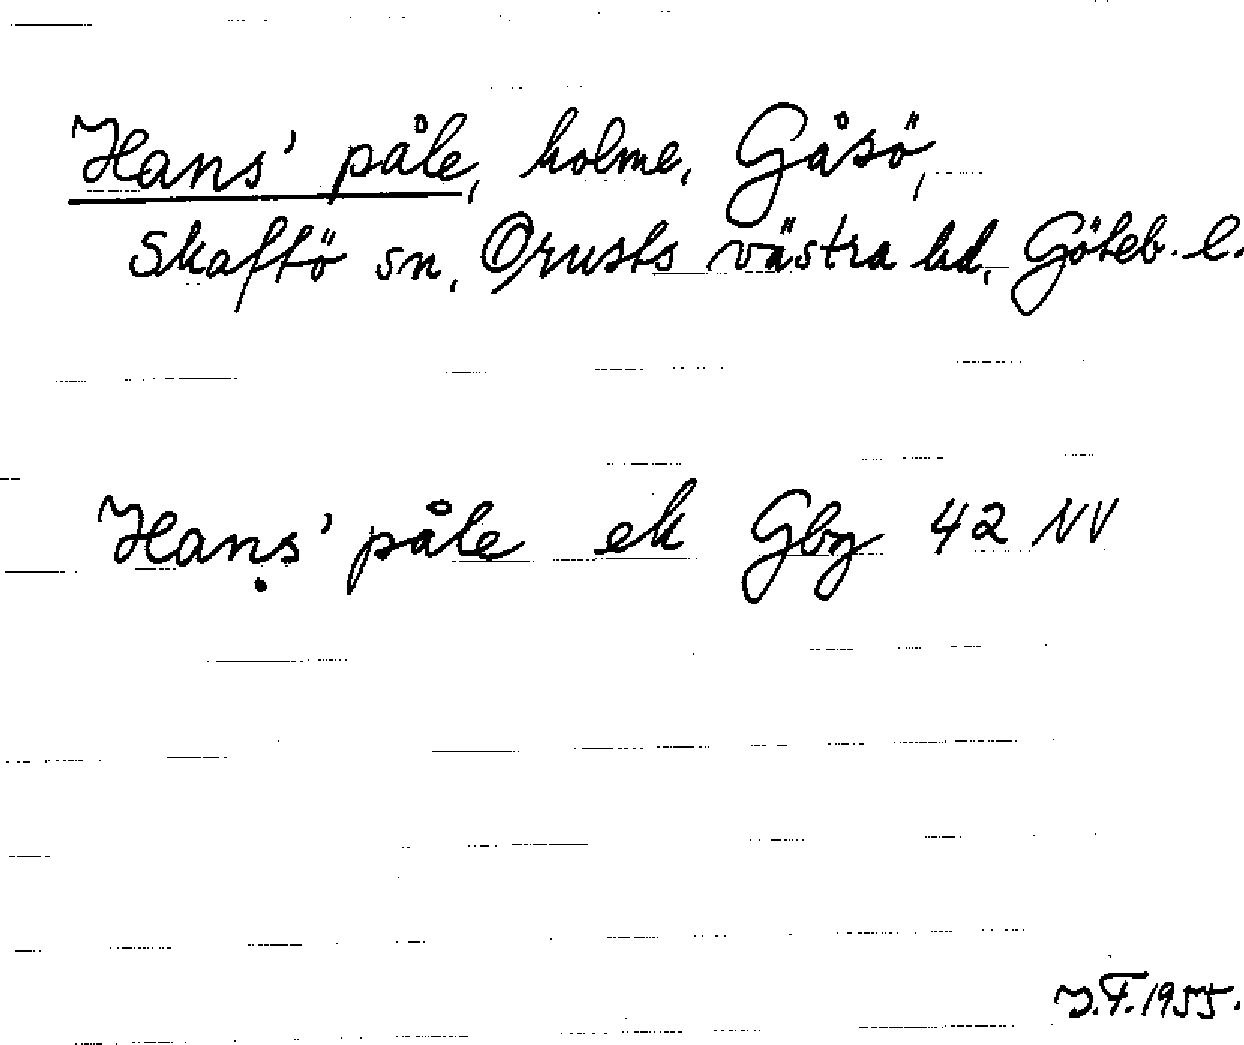 Hans' påle, holme, Gåsö,
Skaftö sn, Orusts västra hd, Göteb. l.
Hans' påle ek Gbg 42 NV
J.F. 1955.